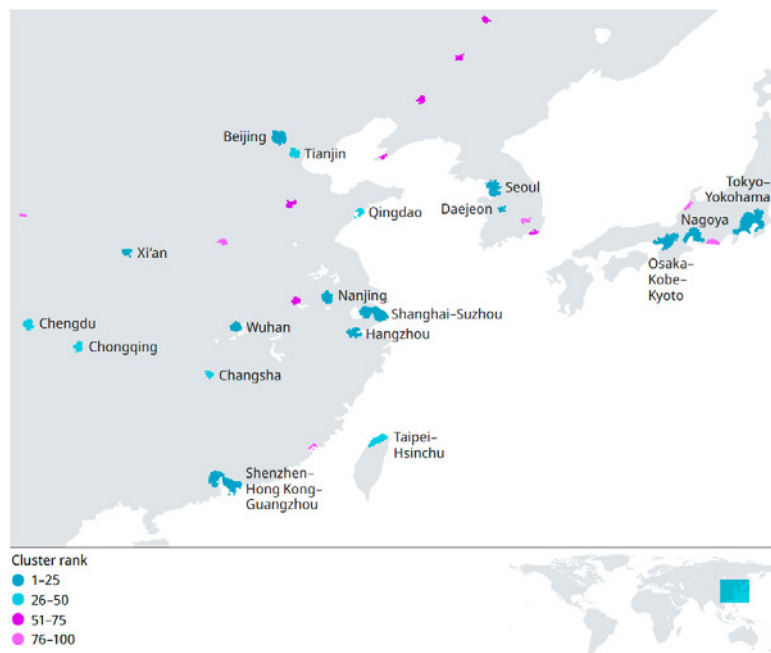 Beijing
Tianjin
Seoul
Tokyo–
Yokohama
Daejeon
Qingdao
Nagoya
Xi'an
Osaka–
Kobe–
Kyoto
Nanjing
Shanghai–Suzhou
Chengdu
Wuhan
Hangzhou
Chongqing
Changsha
Taipei–
Hsinchu
Shenzhen–
Hong Kong–
Guangzhou
Cluster rank
1–25
26–50
51–75
76–100